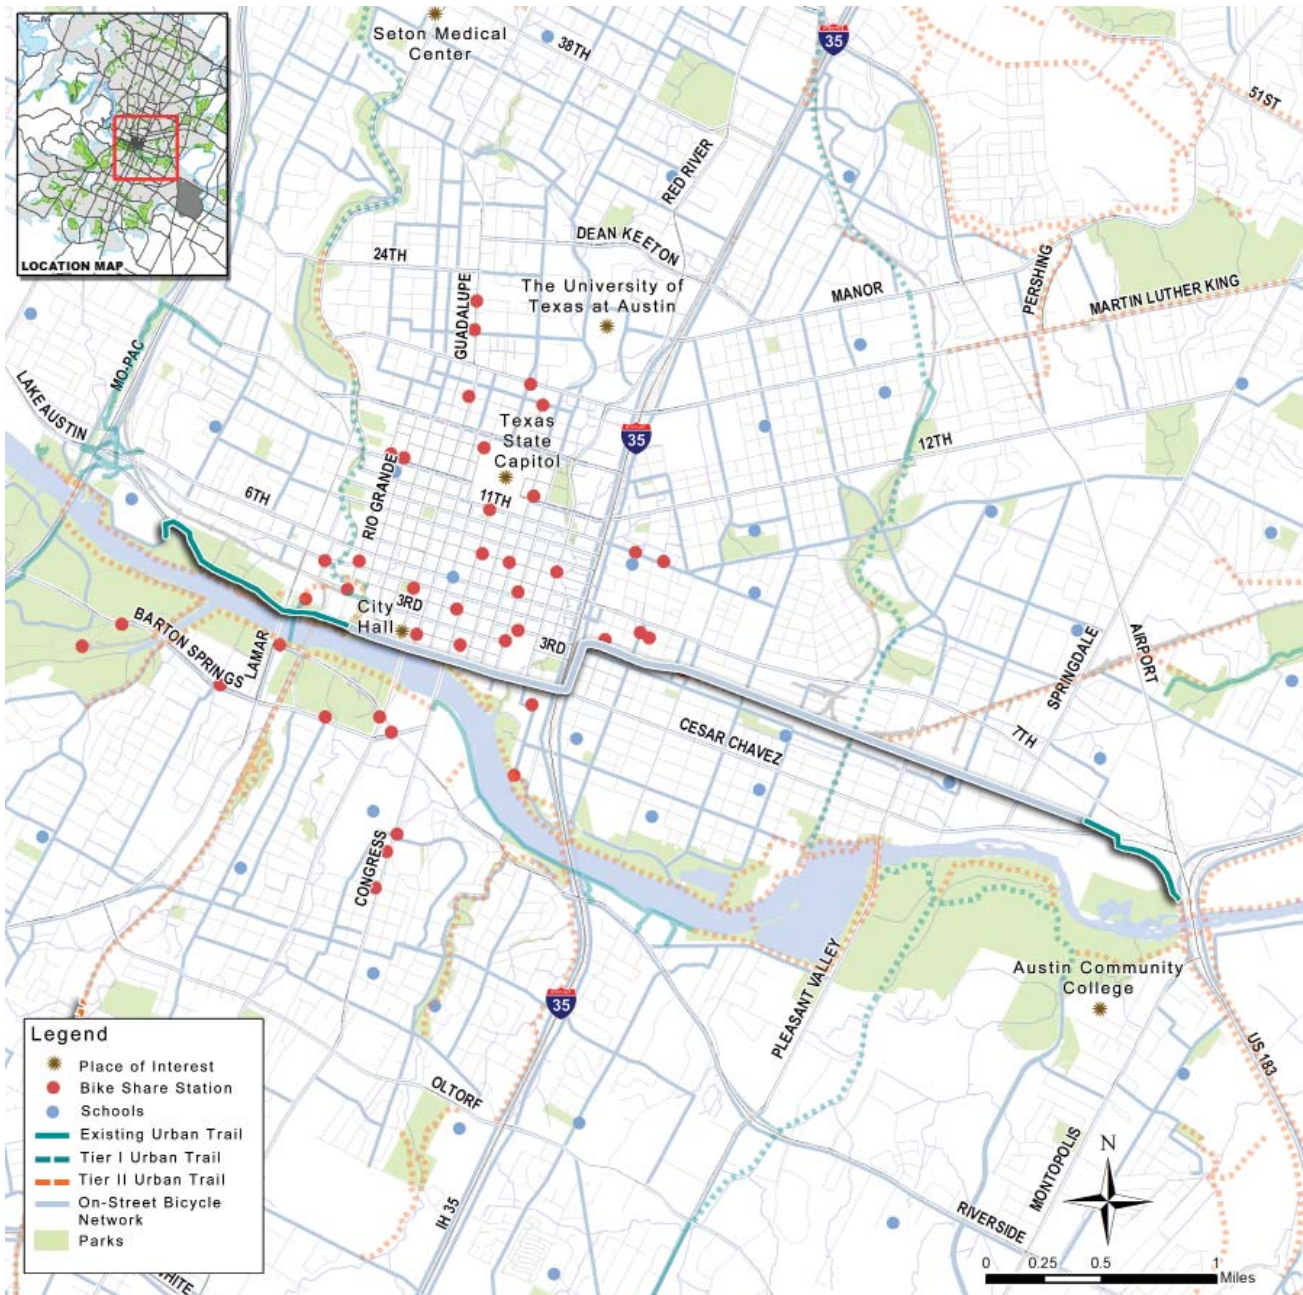 Seton Medical
Center
38TH
35
51ST
RED RIVER
LOCATION MAP
24TH
DEAN KEETON
GUADALUPE
The University of
Texas at Austin
MANOR
PERSHING
MARTIN LUTHER KING
MO-PAC
LAKE AUSTIN
Texas
State
Capitol
35
12TH
6TH
RIO GRANDE
11TH
3RD
City
Hall
BARTON SPRINGS
LAMAR
3RD
SPRINGDALE
AIRPORT
CESAR CHAVEZ
7TH
CONGRESS
PLEASANT VALLEY
Austin Community
College
35
US 183
OLTORF
MONTOPOLIS
IH 35
RIVERSIDE
Legend
Place of Interest
Bike Share Station
Schools
Existing Urban Trail
Tier I Urban Trail
Tier II Urban Trail
On-Street Bicycle
Network
Parks
N
0 0.25 0.5 1
Miles